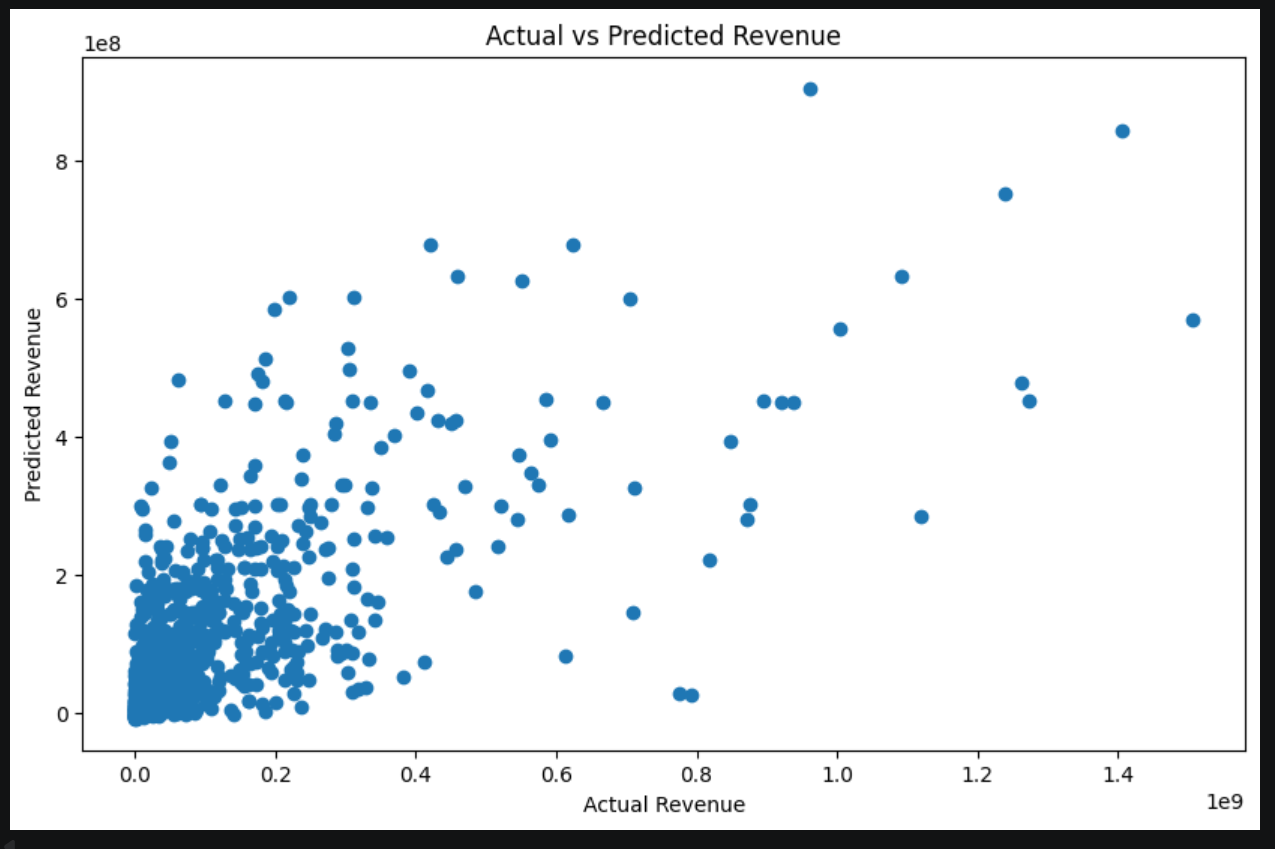 Actual vs Predicted Revenue
1e8
8
6
4
2
0
Predicted Revenue
0.0 0.2 0.4 0.6 0.8 1.0 1.2 1.4
1e9
Actual Revenue